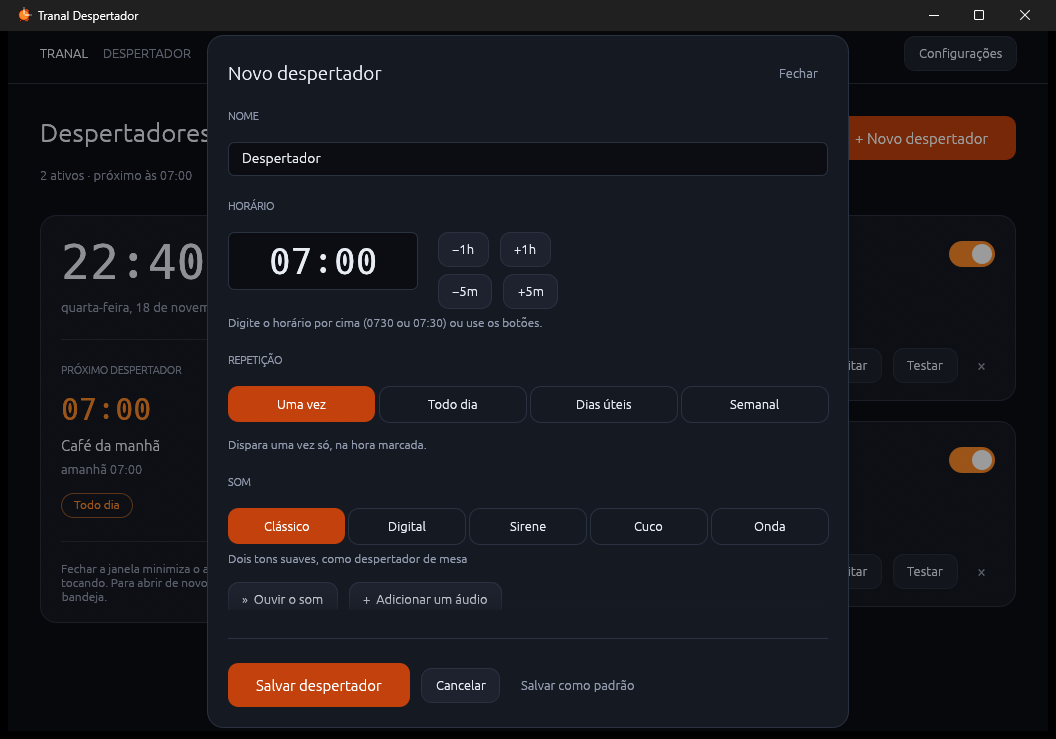 Tranal Despertador
TRANAL DESPERTADOR
Configurações
Despertadores
2 ativos · próximo às 07:00
+ Novo despertador
22:40
quarta-feira, 18 de
PRÓXIMO DESPERTADOR
07:00
Café da manhã
amanhã 07:00
Todo dia
Fechar a janela minimiza o
tocando. Para abrir de novo
bandeja.
Novo despertador
Fechar
NOME
Despertador
HORÁRIO
07:00
−1h
+1h
−5m
+5m
Digite o horário por cima (0730 ou 07:30) ou use os botões.
REPETIÇÃO
Uma vez
Todo dia
Dias úteis
Semanal
Dispara uma vez só, na hora marcada.
SOM
Clássico
Digital
Sirene
Cuco
Onda
Dois tons suaves, como despertador de mesa
» Ouvir o som
+ Adicionar um áudio
Salvar despertador
Cancelar
Salvar como padrão
Testar
×
Testar
×